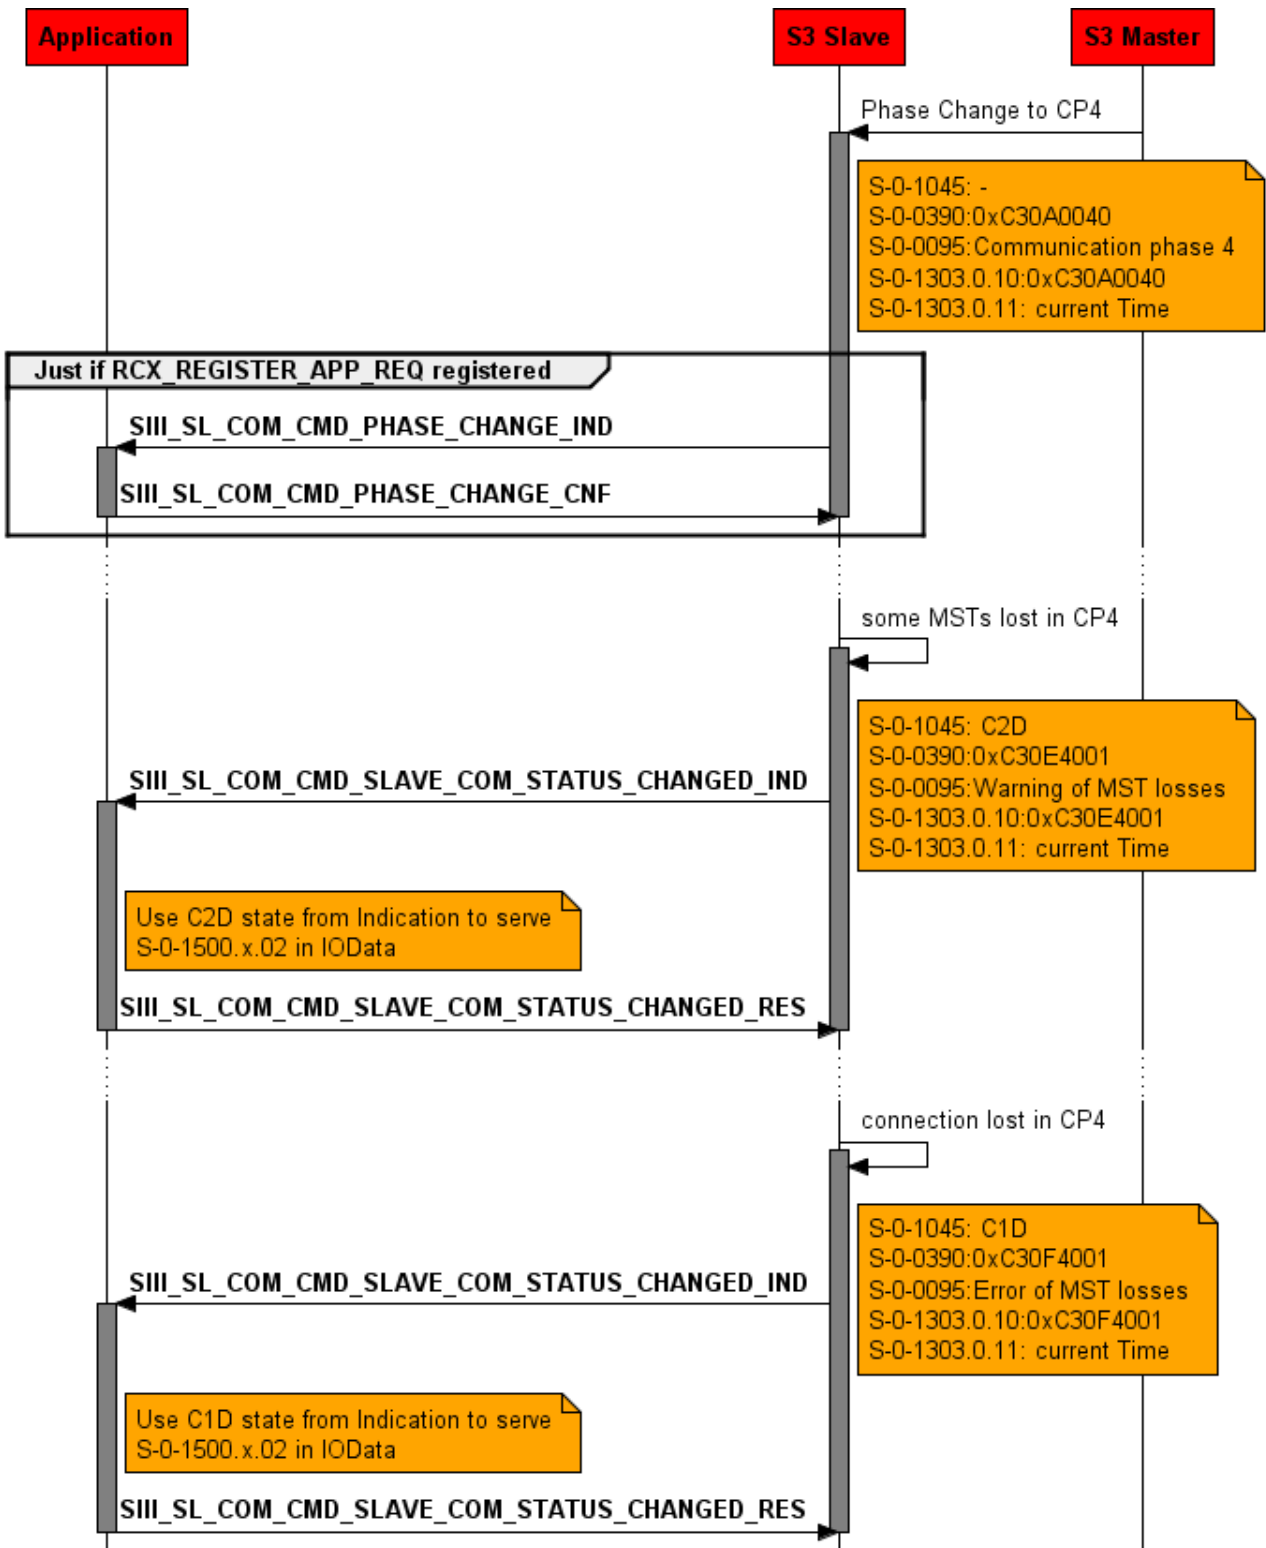 Application
S3 Slave
S3 Master
Phase Change to CP4
S-0-1045: -
S-0-0390:0xC30A0040
S-0-0095:Communication phase 4
S-0-1303.0.10:0xC30A0040
S-0-1303.0.11: current Time
Just if RCX_REGISTER_APP_REQ registered
SIII_SL_COM_CMD_PHASE_CHANGE_IND
SIII_SL_COM_CMD_PHASE_CHANGE_CNF
some MSTs lost in CP4
S-0-1045: C2D
S-0-0390:0xC30E4001
S-0-0095:Warning of MST losses
S-0-1303.0.10:0xC30E4001
S-0-1303.0.11: current Time
SIII_SL_COM_CMD_SLAVE_COM_STATUS_CHANGED_IND
Use C2D state from Indication to serve
S-0-1500.x.02 in IOData
SIII_SL_COM_CMD_SLAVE_COM_STATUS_CHANGED_RES
connection lost in CP4
S-0-1045: C1D
S-0-0390:0xC30F4001
S-0-0095:Error of MST losses
S-0-1303.0.10:0xC30F4001
S-0-1303.0.11: current Time
SIII_SL_COM_CMD_SLAVE_COM_STATUS_CHANGED_IND
Use C1D state from Indication to serve
S-0-1500.x.02 in IOData
SIII_SL_COM_CMD_SLAVE_COM_STATUS_CHANGED_RES